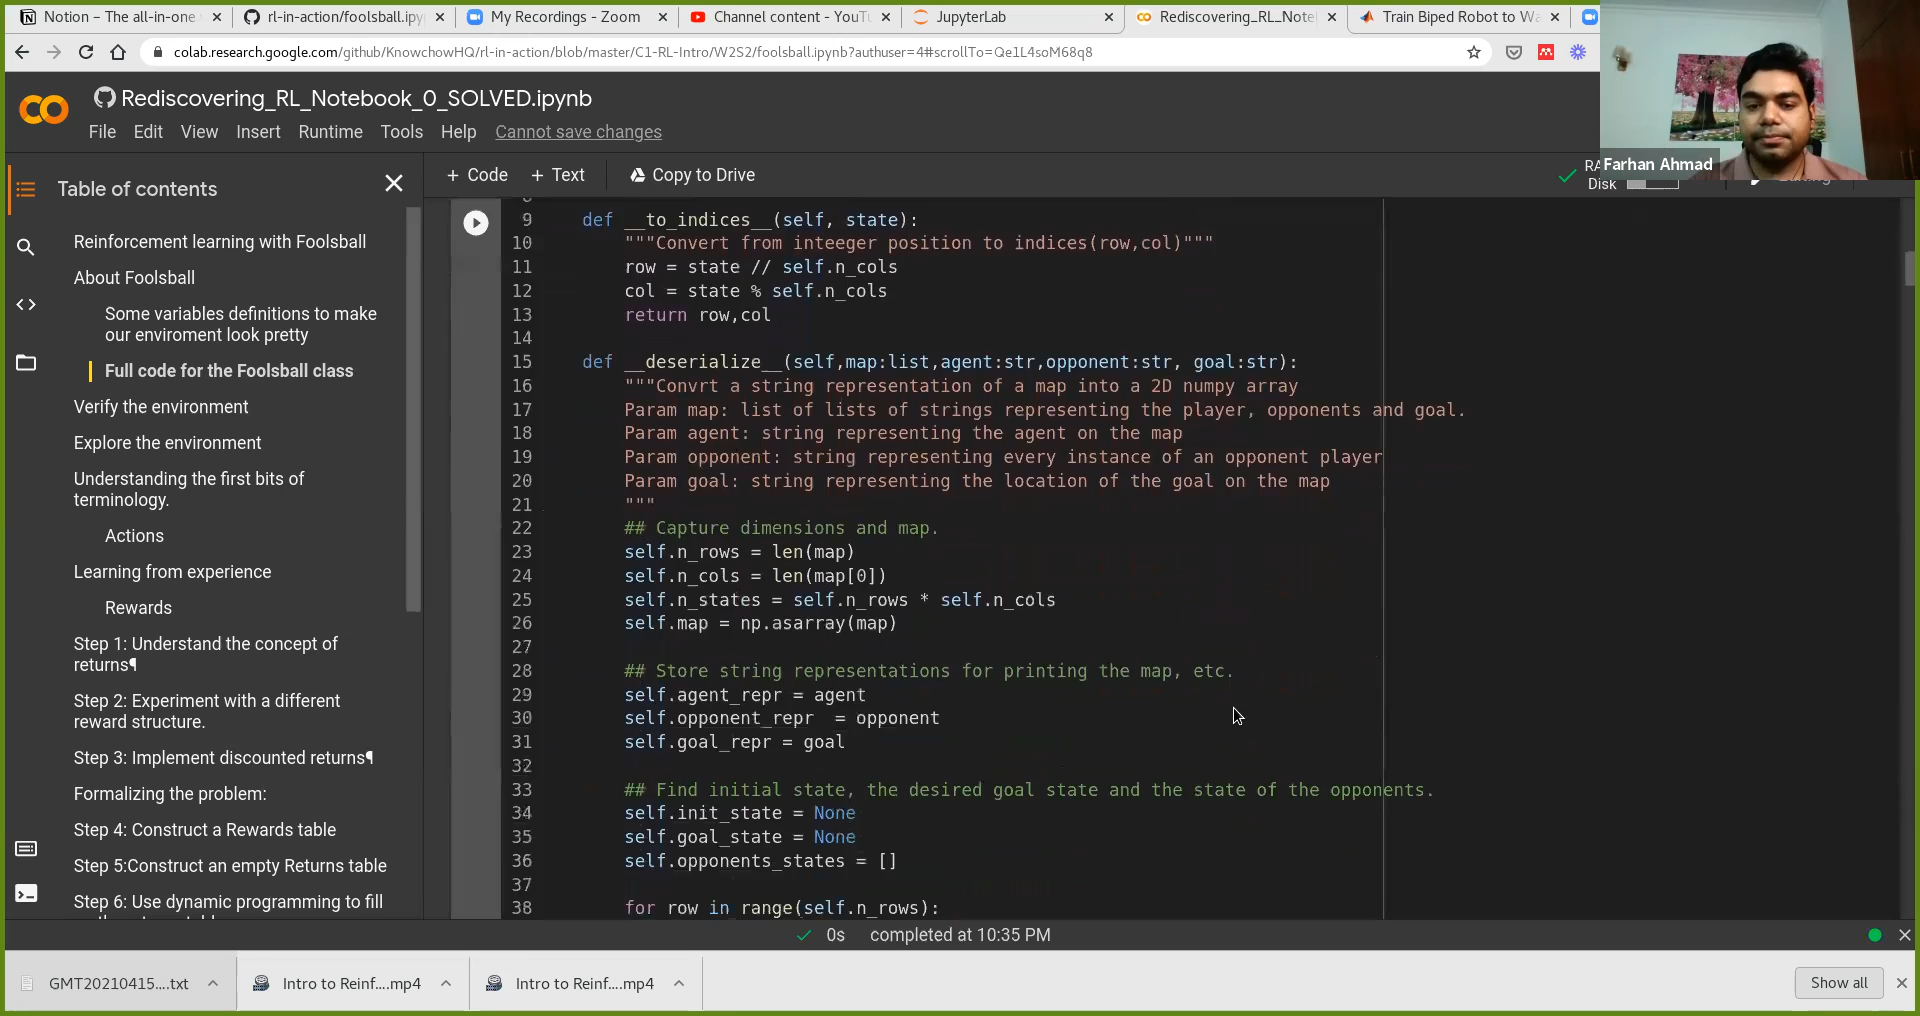 Notion – The all-in-one
rl-in-action/foolsball.ipy
My Recordings - Zoom
Channel content - YouTu
JupyterLab
Rediscovering_RL_Note
Train Biped Robot to Wa
colab.research.google.com/github/KnowchowHQ/rl-in-action/blob/master/C1-RL-Intro/W2S2/foolsball.ipynb?authuser=4#scrollTo=Qe1L4soM68q8
Rediscovering_RL_Notebook_0_SOLVED.ipynb
File Edit View Insert Runtime Tools Help Cannot save changes
Farhan Ahmad
+ Code + Text Copy to Drive
RA
Disk
Table of contents
Reinforcement learning with Foolsball
About Foolsball
Some variables definitions to make
our enviroment look pretty
Full code for the Foolsball class
Verify the environment
Explore the environment
Understanding the first bits of
terminology.
Actions
Learning from experience
Rewards
Step 1: Understand the concept of
returns¶
Step 2: Experiment with a different
reward structure.
Step 3: Implement discounted returns¶
Formalizing the problem:
Step 4: Construct a Rewards table
Step 5:Construct an empty Returns table
Step 6: Use dynamic programming to fill
9 def __to_indices__(self, state):
10 """Convert from inteeger position to indices(row,col)"""
11 row = state // self.n_cols
12 col = state % self.n_cols
13 return row,col
14
15 def __deserialize__(self,map:list,agent:str,opponent:str, goal:str):
16 """Convrt a string representation of a map into a 2D numpy array
17 Param map: list of lists of strings representing the player, opponents and goal.
18 Param agent: string representing the agent on the map
19 Param opponent: string representing every instance of an opponent player
20 Param goal: string representing the location of the goal on the map
21 """
22 ## Capture dimensions and map.
23 self.n_rows = len(map)
24 self.n_cols = len(map[0])
25 self.n_states = self.n_rows * self.n_cols
26 self.map = np.asarray(map)
27
28 ## Store string representations for printing the map, etc.
29 self.agent_repr = agent
30 self.opponent_repr  = opponent
31 self.goal_repr = goal
32
33 ## Find initial state, the desired goal state and the state of the opponents.
34 self.init_state = None
35 self.goal_state = None
36 self.opponents_states = []
37
38 for row in range(self.n_rows):
0s completed at 10:35 PM
GMT20210415....txt
Intro to Reinf....mp4
Intro to Reinf....mp4
Show all